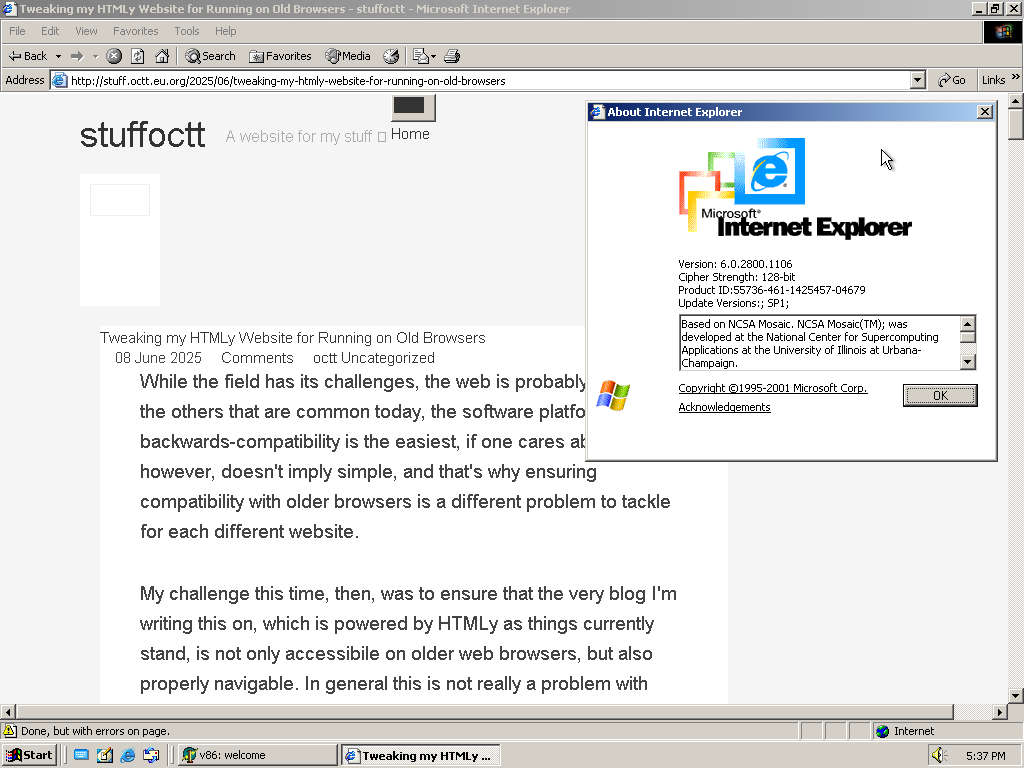 Tweaking my HTMLy Website for Running on Old Browsers - stuffoctt - Microsoft Internet Explorer
File Edit View Favorites Tools Help
Back Search Favorites Media
Address http://stuff.octt.eu.org/2025/06/tweaking-my-htmly-website-for-running-on-old-browsers Go Links »
stuffoctt A website for my stuff Home
About Internet Explorer
Microsoft®
Internet Explorer
Version: 6.0.2800.1106
Cipher Strength: 128-bit
Product ID:55736-461-1425457-04679
Update Versions:; SP1;
Based on NCSA Mosaic. NCSA Mosaic(TM); was
developed at the National Center for Supercomputing
Applications at the University of Illinois at Urbana-
Champaign.
Copyright ©1995-2001 Microsoft Corp.
Acknowledgements
OK
Tweaking my HTMLy Website for Running on Old Browsers
08 June 2025 Comments octt Uncategorized
While the field has its challenges, the web is probably
the others that are common today, the software platfo
backwards-compatibility is the easiest, if one cares ab
however, doesn't imply simple, and that's why ensuring
compatibility with older browsers is a different problem to tackle
for each different website.
My challenge this time, then, was to ensure that the very blog I'm
writing this on, which is powered by HTMLy as things currently
stand, is not only accessibile on older web browsers, but also
properly navigable. In general this is not really a problem with
Done, but with errors on page. Internet
Start v86: welcome Tweaking my HTMLy ... 5:37 PM